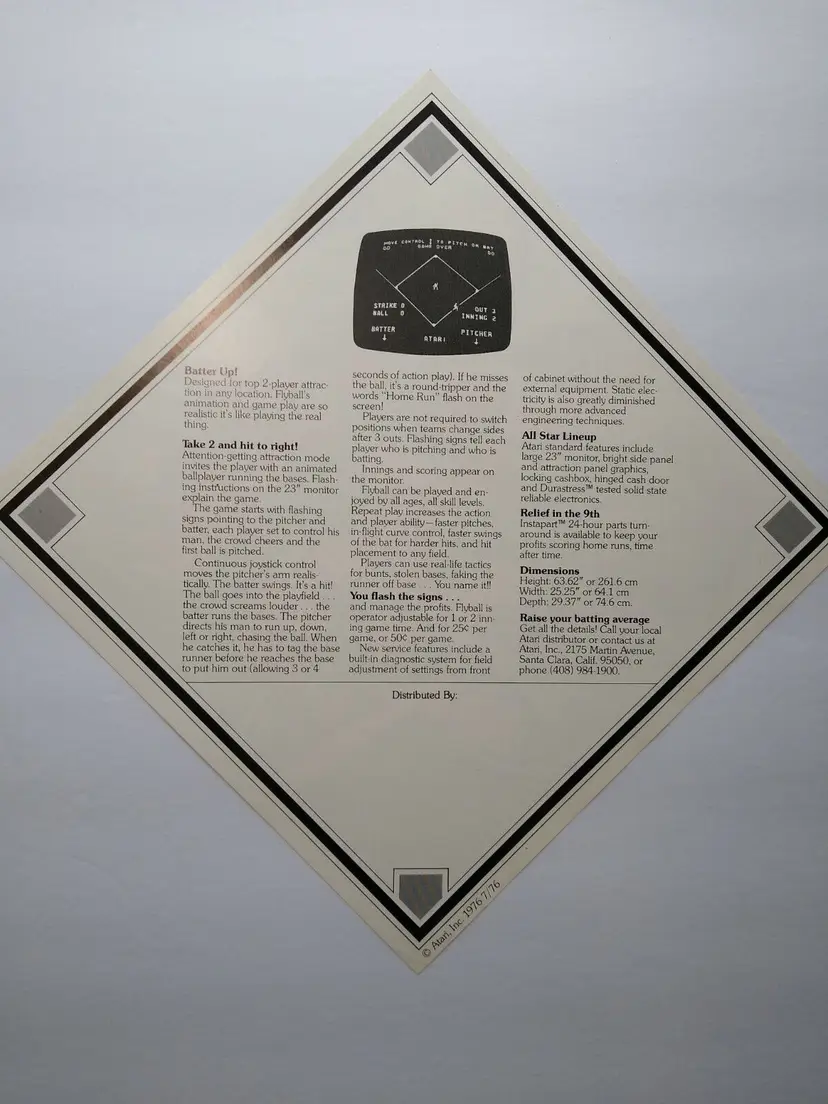 MOVE CONTROL ↕ TO PITCH OR BAT
00 GAME OVER 00
STRIKE 0
BALL 0
OUT 3
INNING 2
BATTER
↓
ATARI
PITCHER
↓
Batter Up!
Designed for top 2-player attrac-
tion in any location. Flyball's
animation and game play are so
realistic it's like playing the real
thing.
Take 2 and hit to right!
Attention-getting attraction mode
invites the player with an animated
ballplayer running the bases. Flash-
ing instructions on the 23" monitor
explain the game.
The game starts with flashing
signs pointing to the pitcher and
batter, each player set to control his
man, the crowd cheers and the
first ball is pitched.
Continuous joystick control
moves the pitcher's arm realis-
tically. The batter swings. It's a hit!
The ball goes into the playfield . . .
the crowd screams louder . . . the
batter runs the bases. The pitcher
directs his man to run up, down,
left or right, chasing the ball. When
he catches it, he has to tag the base
runner before he reaches the base
to put him out (allowing 3 or 4
seconds of action play). If he misses
the ball, it's a round-tripper and the
words "Home Run" flash on the
screen!
Players are not required to switch
positions when teams change sides
after 3 outs. Flashing signs tell each
player who is pitching and who is
batting.
Innings and scoring appear on
the monitor.
Flyball can be played and en-
joyed by all ages, all skill levels.
Repeat play increases the action
and player ability—faster pitches,
in-flight curve control, faster swings
of the bat for harder hits, and hit
placement to any field.
Players can use real-life tactics
for bunts, stolen bases, faking the
runner off base . . . You name it!!
You flash the signs . . .
and manage the profits. Flyball is
operator adjustable for 1 or 2 inn-
ing game time. And for 25¢ per
game, or 50¢ per game.
New service features include a
built-in diagnostic system for field
adjustment of settings from front
of cabinet without the need for
external equipment. Static elec-
tricity is also greatly diminished
through more advanced
engineering techniques.
All Star Lineup
Atari standard features include
large 23" monitor, bright side panel
and attraction panel graphics,
locking cashbox, hinged cash door
and Durastress™ tested solid state
reliable electronics.
Relief in the 9th
Instapart™ 24-hour parts turn-
around is available to keep your
profits scoring home runs, time
after time.
Dimensions
Height: 63.62" or 261.6 cm
Width: 25.25" or 64.1 cm
Depth: 29.37" or 74.6 cm.
Raise your batting average
Get all the details! Call your local
Atari distributor or contact us at
Atari, Inc., 2175 Martin Avenue,
Santa Clara, Calif. 95050, or
phone (408) 984-1900.
Distributed By:
© Atari, Inc. 1976 7/76